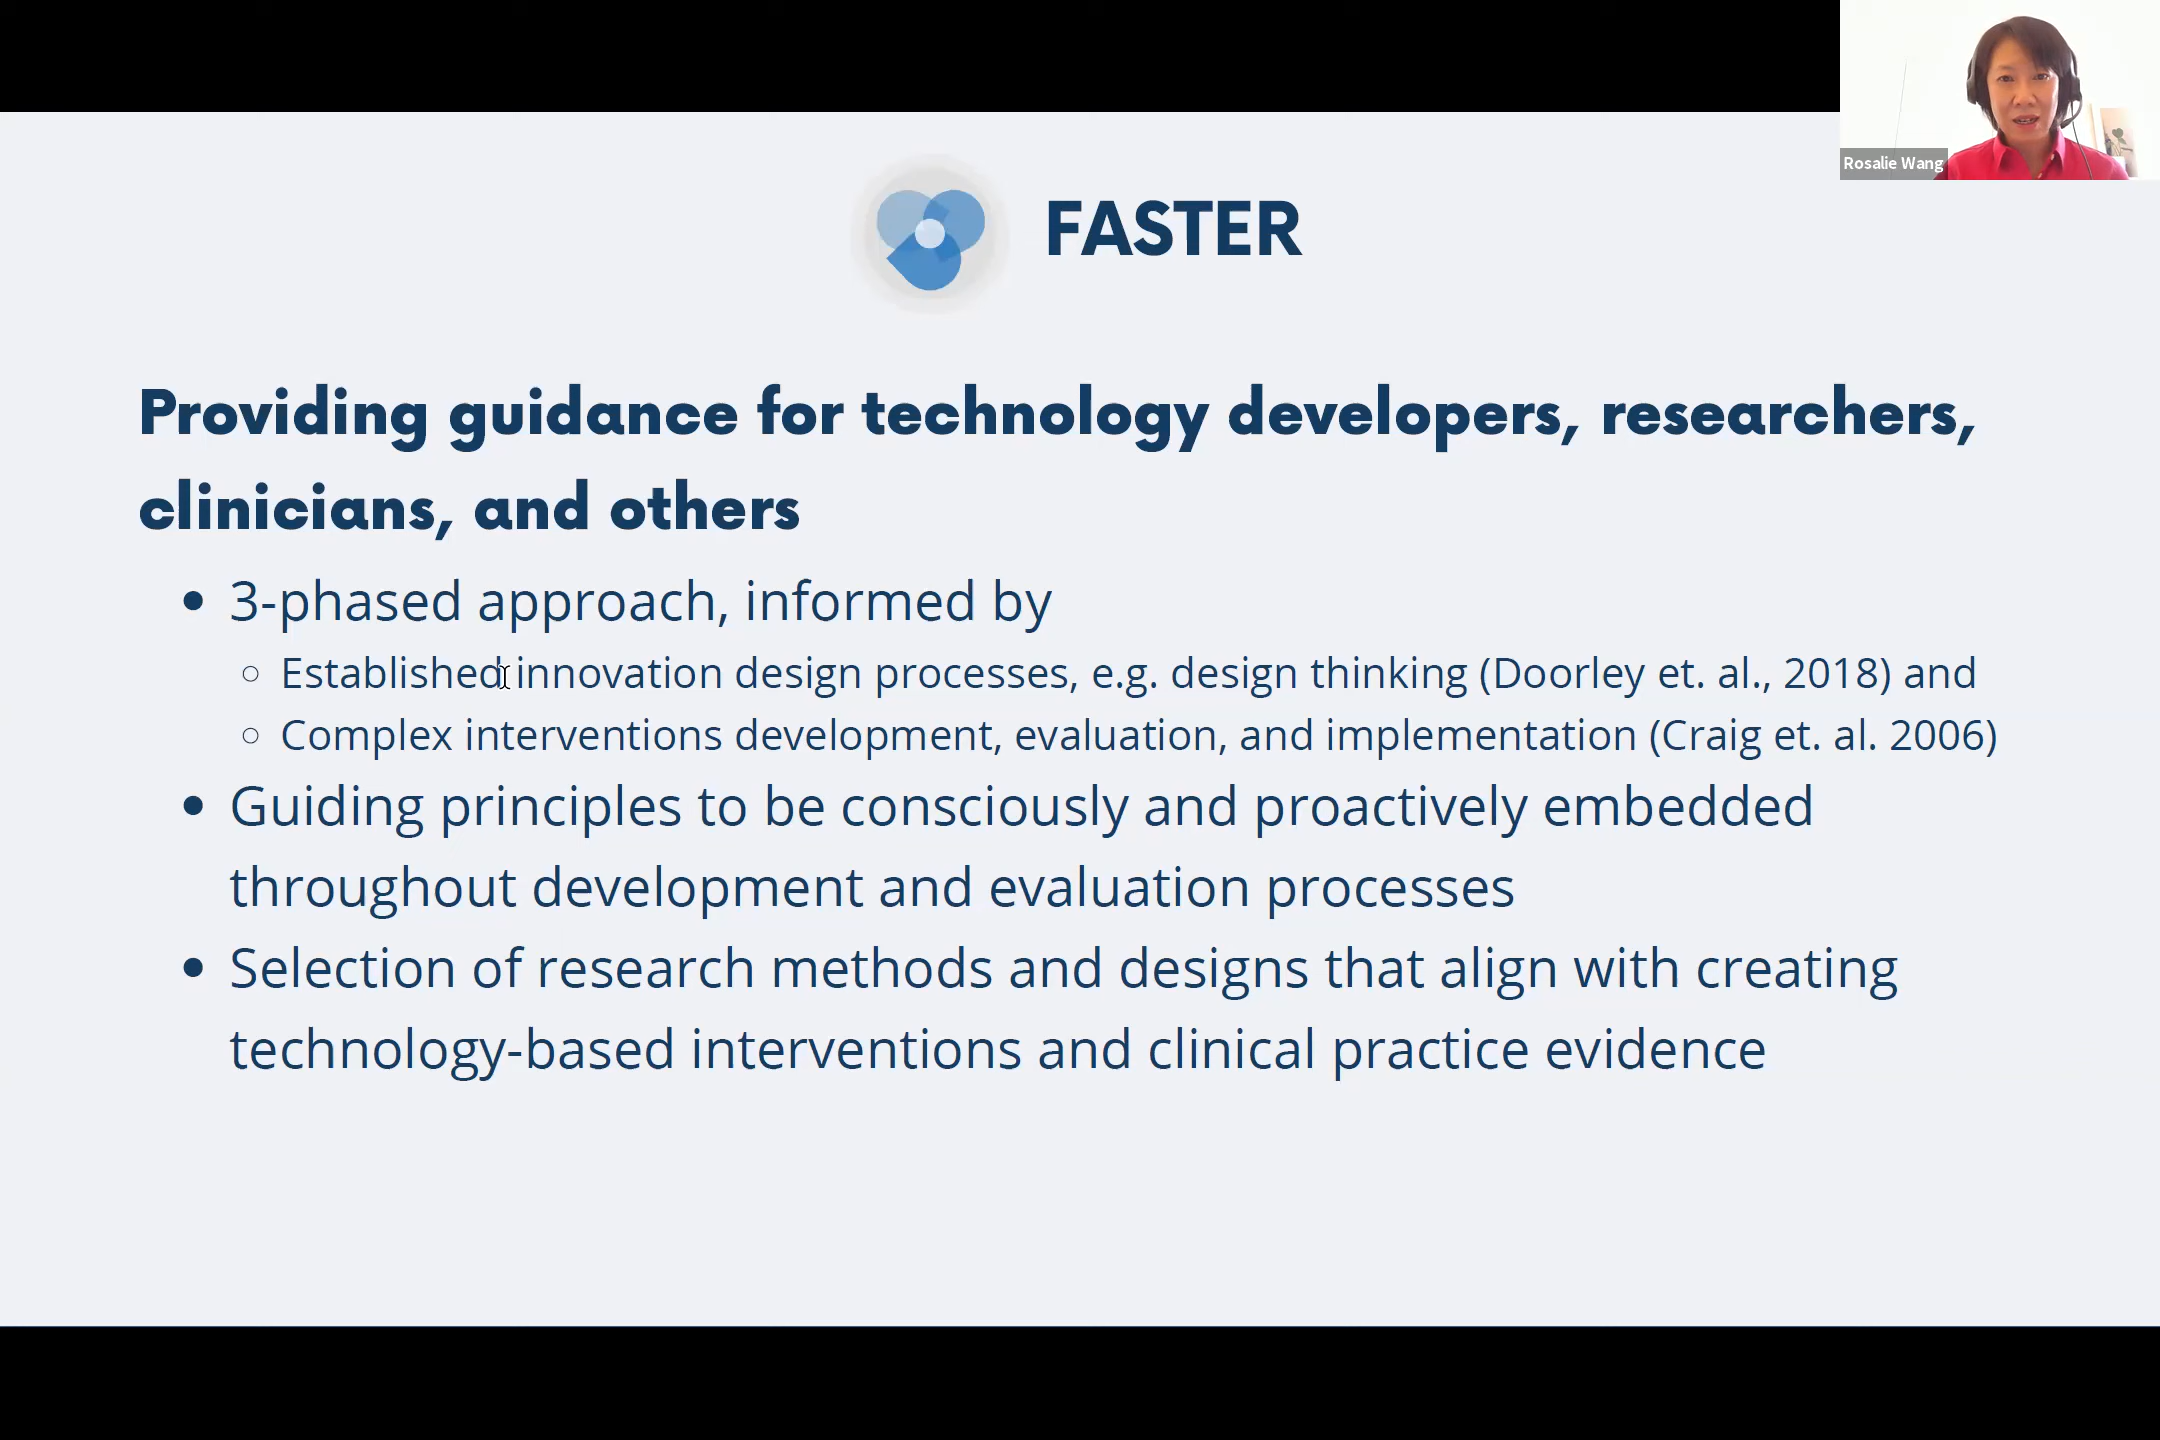 Rosalie Wang
FASTER
Providing guidance for technology developers, researchers,
clinicians, and others
• 3-phased approach, informed by
○ Established innovation design processes, e.g. design thinking (Doorley et. al., 2018) and
○ Complex interventions development, evaluation, and implementation (Craig et. al. 2006)
• Guiding principles to be consciously and proactively embedded
throughout development and evaluation processes
• Selection of research methods and designs that align with creating
technology-based interventions and clinical practice evidence